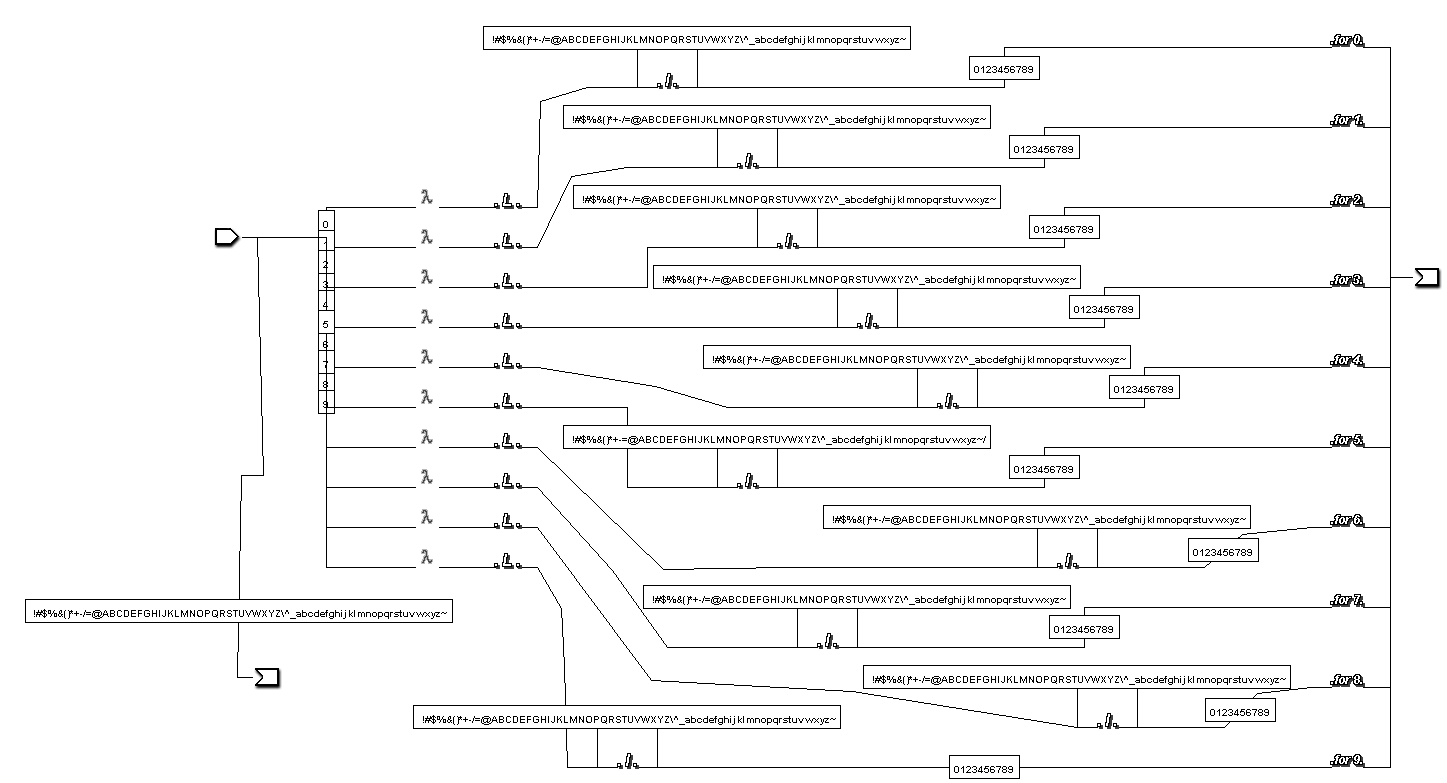 !#$%&()*+-/=@ABCDEFGHIJKLMNOPQRSTUVWXYZ\^_abcdefghijklmnopqrstuvwxyz~
.for 0.
0123456789
!#$%&()*+-/=@ABCDEFGHIJKLMNOPQRSTUVWXYZ\^_abcdefghijklmnopqrstuvwxyz~
.for 1.
0123456789
λ
!#$%&()*+-/=@ABCDEFGHIJKLMNOPQRSTUVWXYZ\^_abcdefghijklmnopqrstuvwxyz~
.for 2.
0
0123456789
λ
1
2
!#$%&()*+-/=@ABCDEFGHIJKLMNOPQRSTUVWXYZ\^_abcdefghijklmnopqrstuvwxyz~
.for 3.
λ
3
4
0123456789
λ
5
6
λ
!#$%&()*+-/=@ABCDEFGHIJKLMNOPQRSTUVWXYZ\^_abcdefghijklmnopqrstuvwxyz~
.for 4.
7
8
0123456789
λ
9
λ
!#$%&()*+-=@ABCDEFGHIJKLMNOPQRSTUVWXYZ\^_abcdefghijklmnopqrstuvwxyz~/
.for 5.
0123456789
λ
λ
!#$%&()*+-/=@ABCDEFGHIJKLMNOPQRSTUVWXYZ\^_abcdefghijklmnopqrstuvwxyz~
.for 6.
0123456789
λ
!#$%&()*+-/=@ABCDEFGHIJKLMNOPQRSTUVWXYZ\^_abcdefghijklmnopqrstuvwxyz~
!#$%&()*+-/=@ABCDEFGHIJKLMNOPQRSTUVWXYZ\^_abcdefghijklmnopqrstuvwxyz~
.for 7.
0123456789
!#$%&()*+-/=@ABCDEFGHIJKLMNOPQRSTUVWXYZ\^_abcdefghijklmnopqrstuvwxyz~
.for 8.
0123456789
!#$%&()*+-/=@ABCDEFGHIJKLMNOPQRSTUVWXYZ\^_abcdefghijklmnopqrstuvwxyz~
0123456789
.for 9.